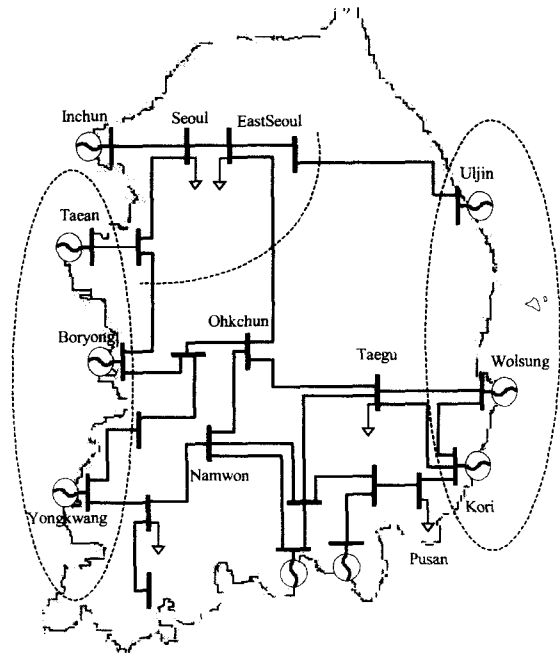 Inchun
Seoul
EastSeoul
Uljin
Taean
Boryong
Ohkchun
Taegu
Wolsung
Yongkwang
Namwon
Kori
Pusan